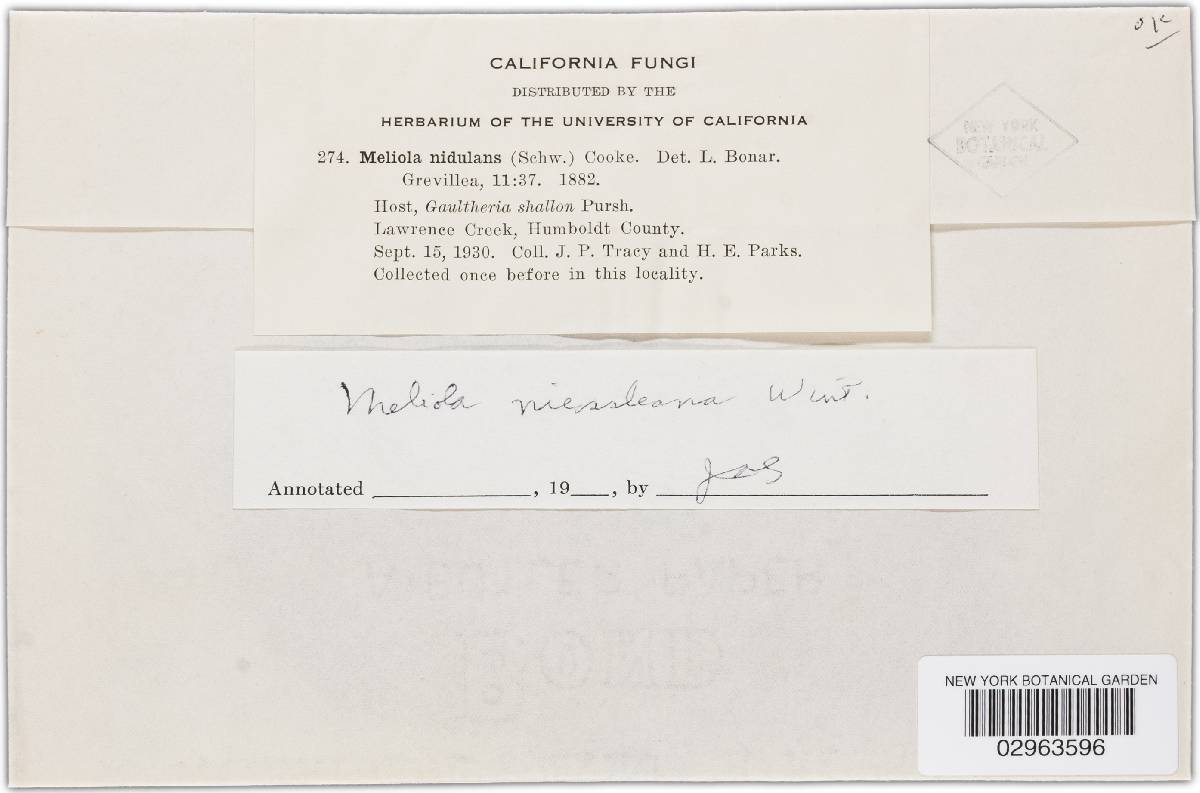 ok
CALIFORNIA FUNGI
DISTRIBUTED BY THE
HERBARIUM OF THE UNIVERSITY OF CALIFORNIA
274. Meliola nidulans (Schw.) Cooke. Det. L. Bonar.
Grevillea, 11:37. 1882.
Host, Gaultheria shallon Pursh.
Lawrence Creek, Humboldt County.
Sept. 15, 1930. Coll. J. P. Tracy and H. E. Parks.
Collected once before in this locality.
NEW YORK
BOTANICAL
GARDEN
Meliola niessleana Wint.
Annotated ____________, 19___, by
NEW YORK BOTANICAL GARDEN
02963596